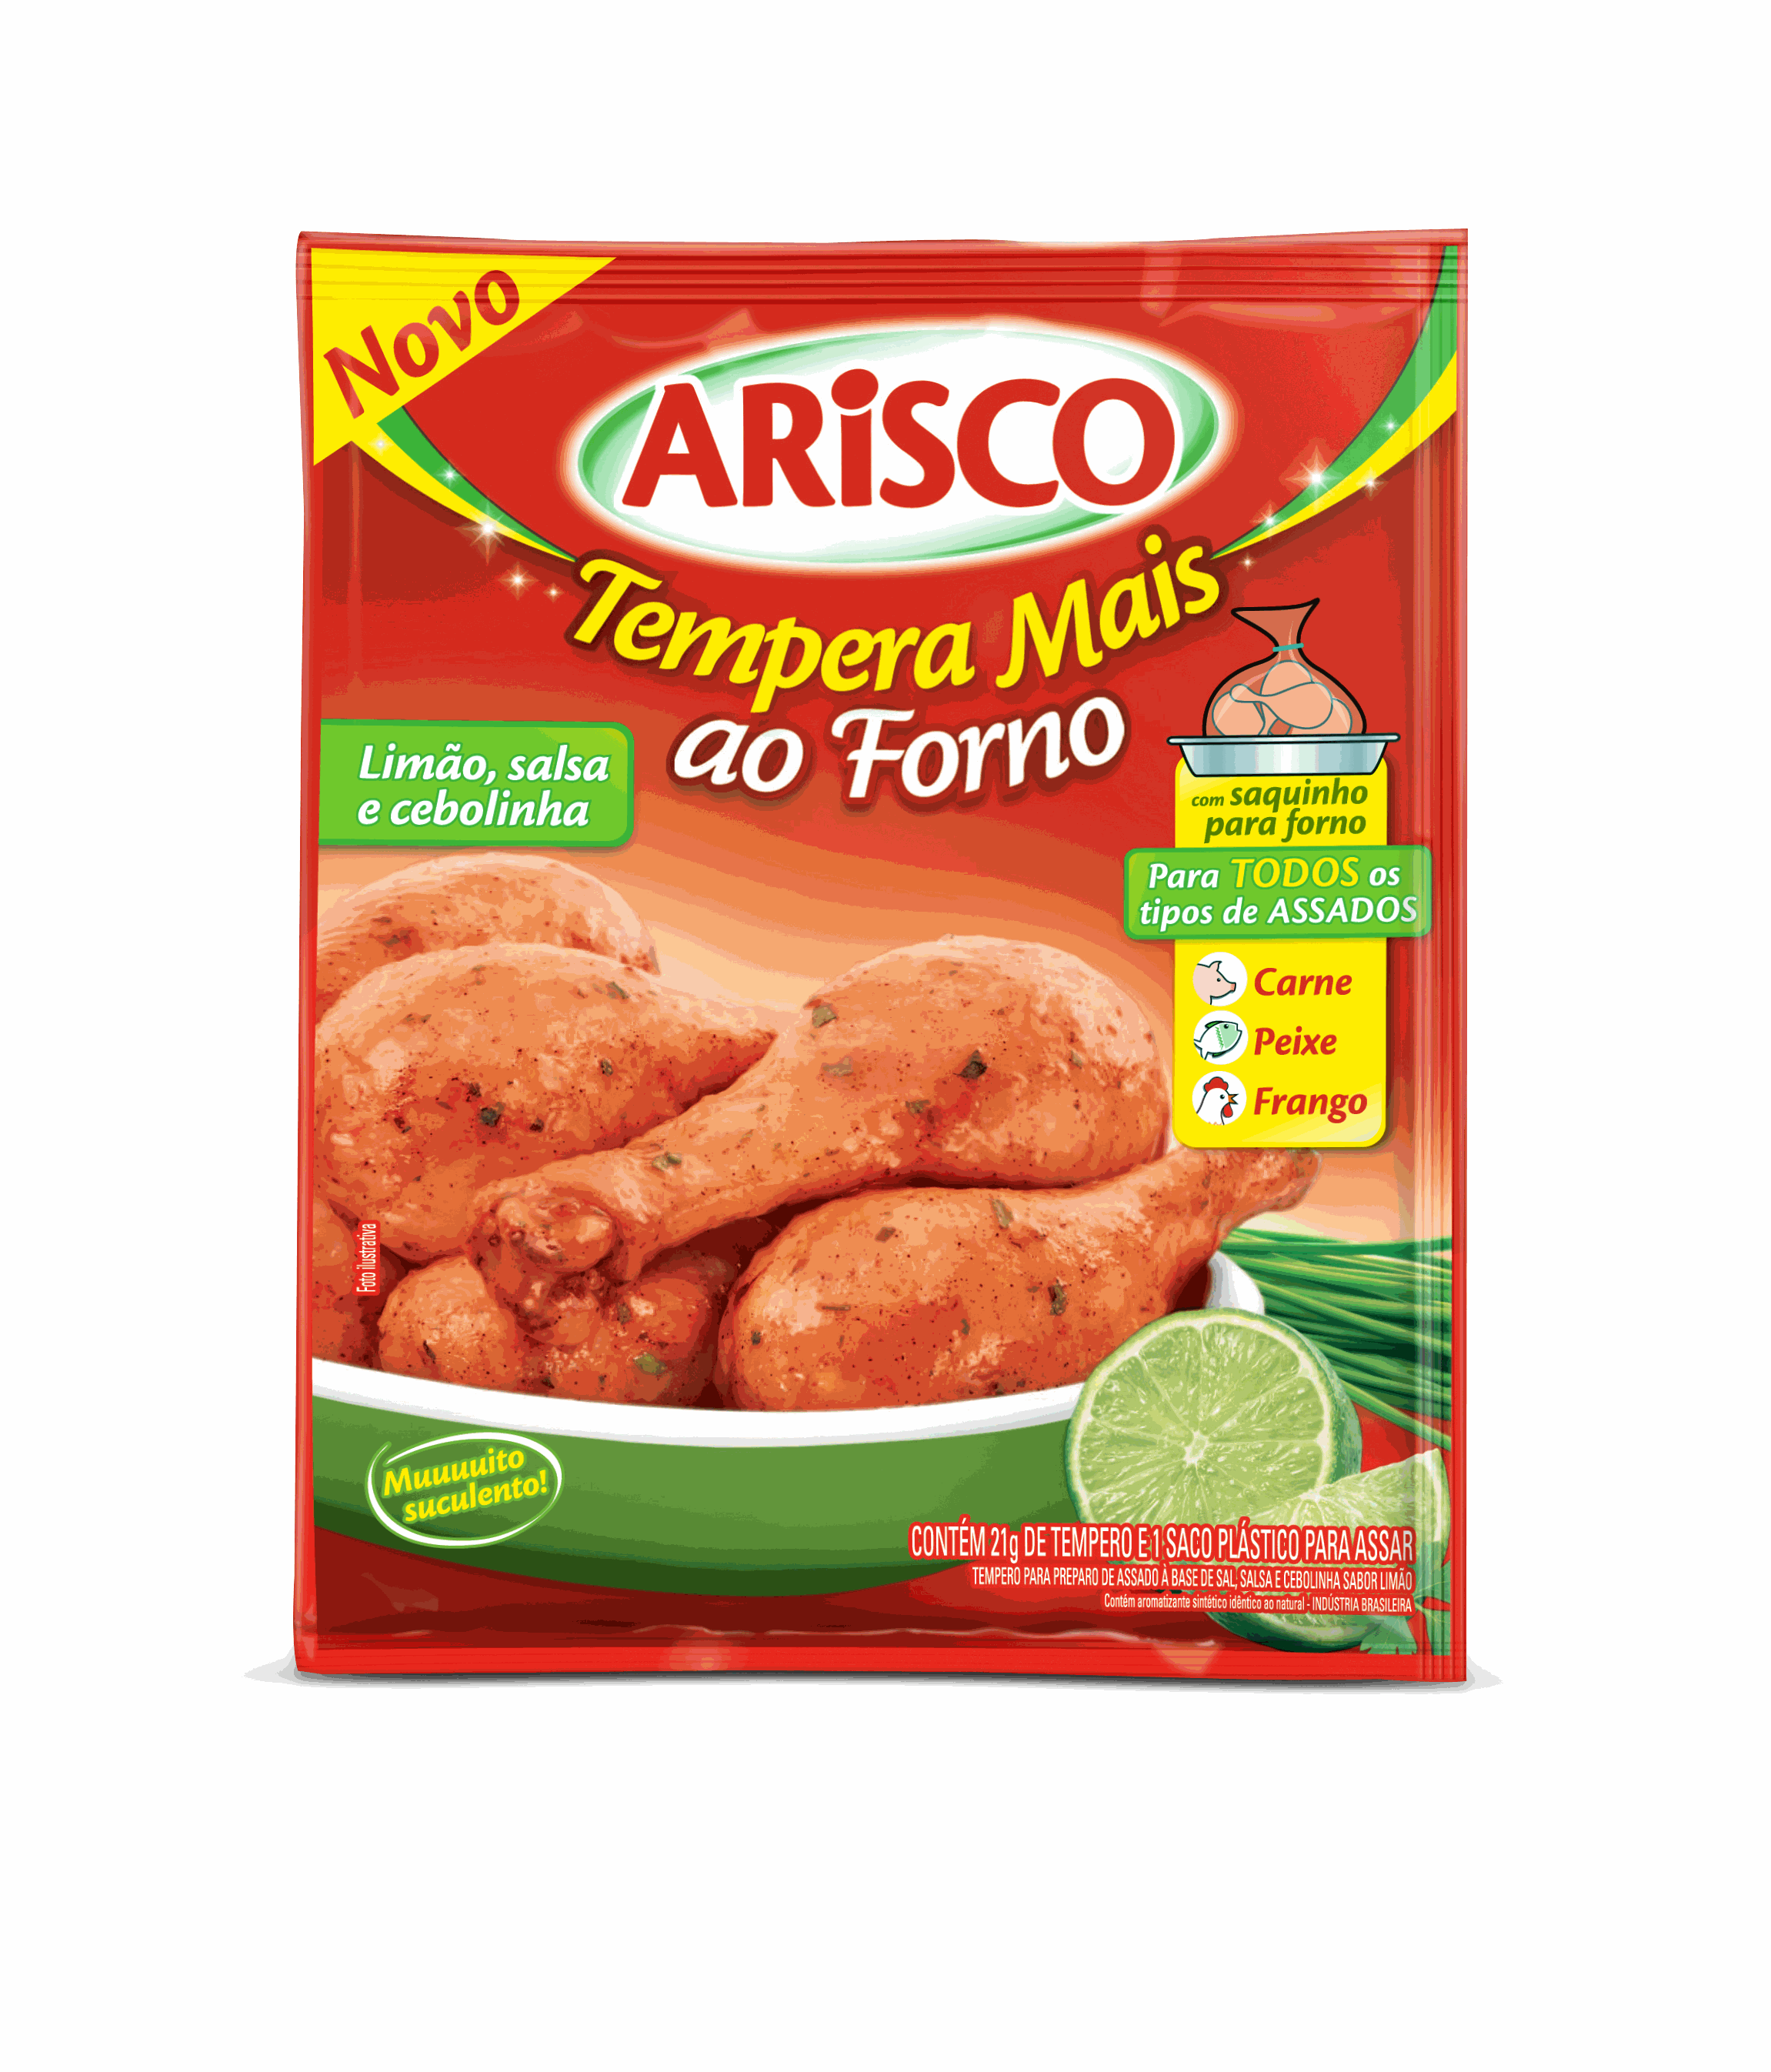 Novo
ARiSCO
Tempera Mais
ao Forno
Limão, salsa
e cebolinha
com saquinho
para forno
Para TODOS os
tipos de ASSADOS
Carne
Peixe
Frango
Foto ilustrativa
Muuuuito
suculento!
CONTÉM 21g DE TEMPERO E 1 SACO PLÁSTICO PARA ASSAR
TEMPERO PARA PREPARO DE ASSADO À BASE DE SAL, SALSA E CEBOLINHA SABOR LIMÃO
Contém aromatizante sintético idêntico ao natural - INDÚSTRIA BRASILEIRA